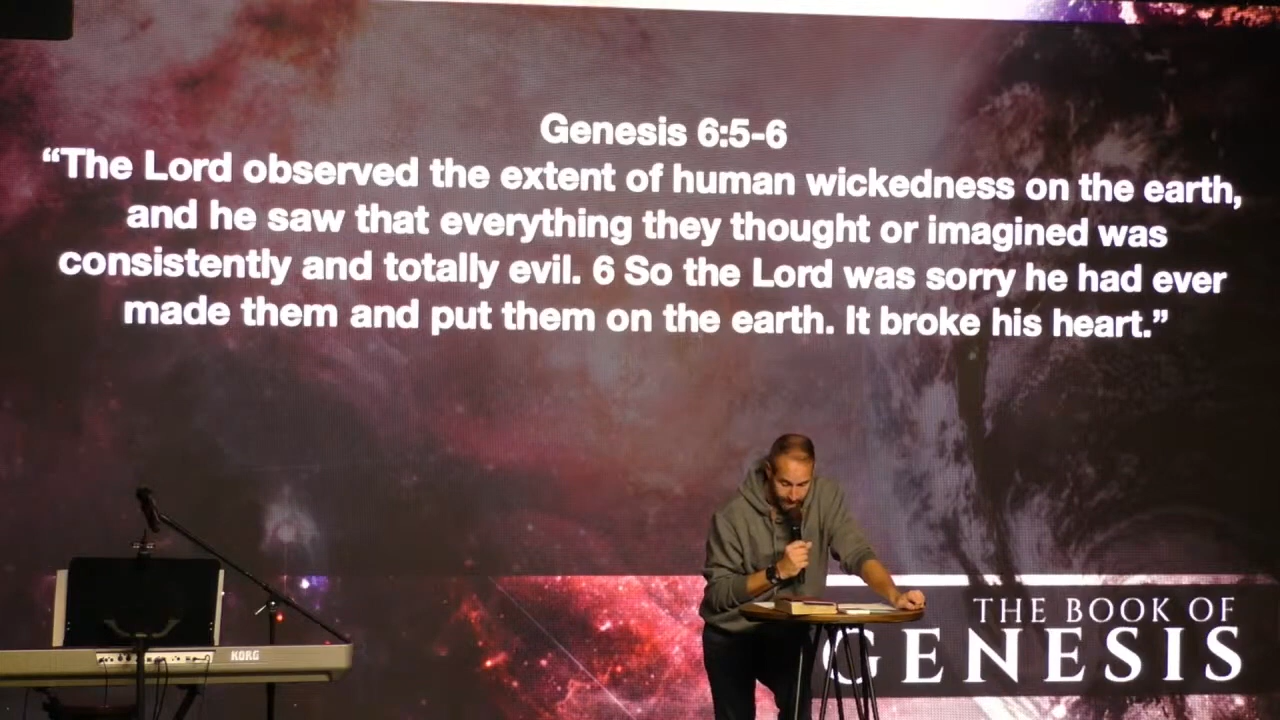 Genesis 6:5-6
“The Lord observed the extent of human wickedness on the earth,
and he saw that everything they thought or imagined was
consistently and totally evil. 6 So the Lord was sorry he had ever
made them and put them on the earth. It broke his heart.”
THE BOOK OF
GENESIS
KORG